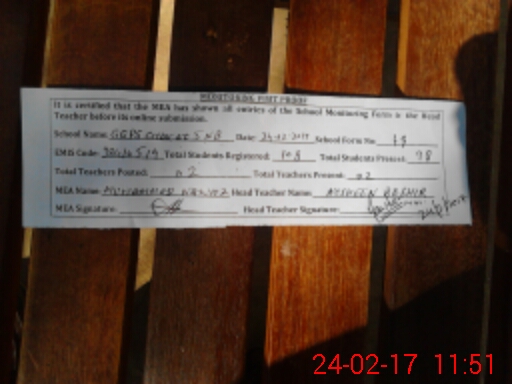 MONITORING VISIT PROOF
It is certified that the MEA has shown all entries of the School Monitoring Form to the Head
Teacher before its online submission.
School Name: GGPS Date: 24-02-2017 School Form No. 19
EMIS Code: Total Students Registered: 108 Total Students Present: 98
Total Teachers Posted: 02 Total Teachers Present: 02
MEA Name: MUHAMMAD Head Teacher Name: BASHIR
MEA Signature: Head Teacher Signature:
24-02-17 11:51